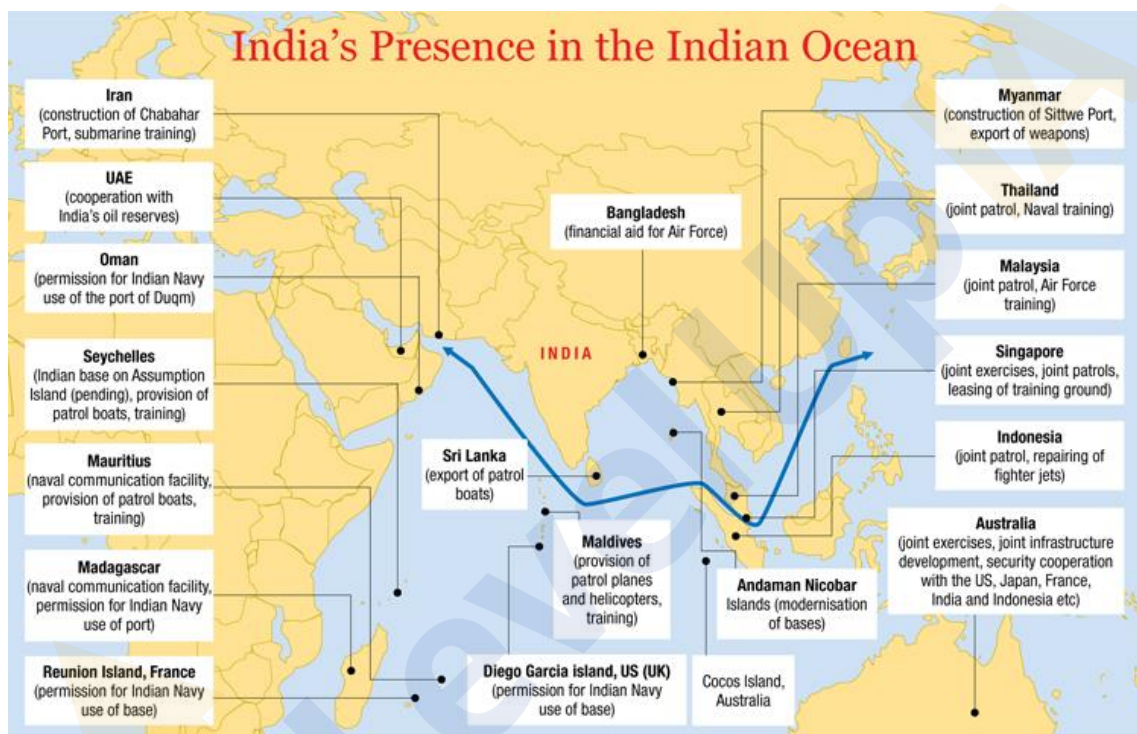 India's Presence in the Indian Ocean
Iran
(construction of Chabahar
Port, submarine training)
UAE
(cooperation with
India's oil reserves)
Oman
(permission for Indian Navy
use of the port of Duqm)
Seychelles
(Indian base on Assumption
Island (pending), provision of
patrol boats, training)
Mauritius
(naval communication facility,
provision of patrol boats,
training)
Madagascar
(naval communication facility,
permission for Indian Navy
use of port)
Reunion Island, France
(permission for Indian Navy
use of base)
Bangladesh
(financial aid for Air Force)
INDIA
Sri Lanka
(export of patrol
boats)
Maldives
(provision of
patrol planes
and helicopters,
training)
Diego Garcia island, US (UK)
(permission for Indian Navy
use of base)
Andaman Nicobar
Islands (modernisation
of bases)
Cocos Island,
Australia
Myanmar
(construction of Sittwe Port,
export of weapons)
Thailand
(joint patrol, Naval training)
Malaysia
(joint patrol, Air Force
training)
Singapore
(joint exercises, joint patrols,
leasing of training ground)
Indonesia
(joint patrol, repairing of
fighter jets)
Australia
(joint exercises, joint infrastructure
development, security cooperation
with the US, Japan, France,
India and Indonesia etc)